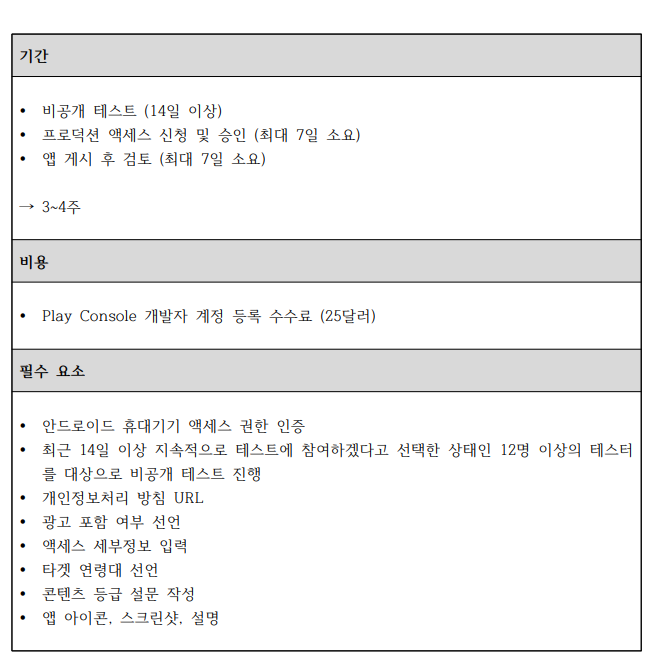 기간
• 비공개 테스트 (14일 이상)
• 프로덕션 액세스 신청 및 승인 (최대 7일 소요)
• 앱 게시 후 검토 (최대 7일 소요)
→ 3~4주
비용
• Play Console 개발자 계정 등록 수수료 (25달러)
필수 요소
• 안드로이드 휴대기기 액세스 권한 인증
• 최근 14일 이상 지속적으로 테스트에 참여하겠다고 선택한 상태인 12명 이상의 테스터
를 대상으로 비공개 테스트 진행
• 개인정보처리 방침 URL
• 광고 포함 여부 선언
• 액세스 세부정보 입력
• 타겟 연령대 선언
• 콘텐츠 등급 설문 작성
• 앱 아이콘, 스크린샷, 설명